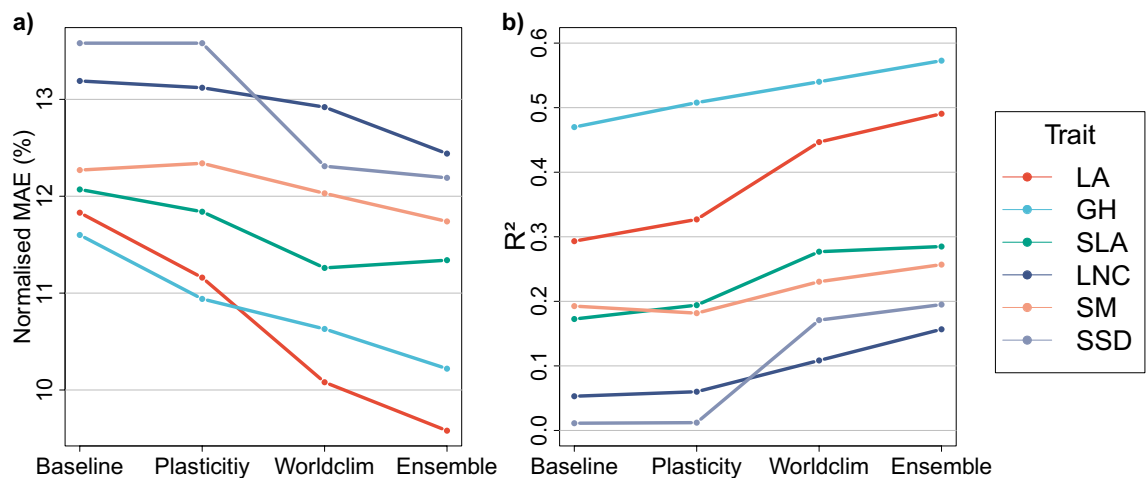 a)
Normalised MAE (%)
13
12
11
10
Baseline Plasticitiy Worldclim Ensemble
b)
R²
0.6
0.5
0.4
0.3
0.2
0.1
0.0
Baseline Plasticity Worldclim Ensemble
Trait
LA
GH
SLA
LNC
SM
SSD